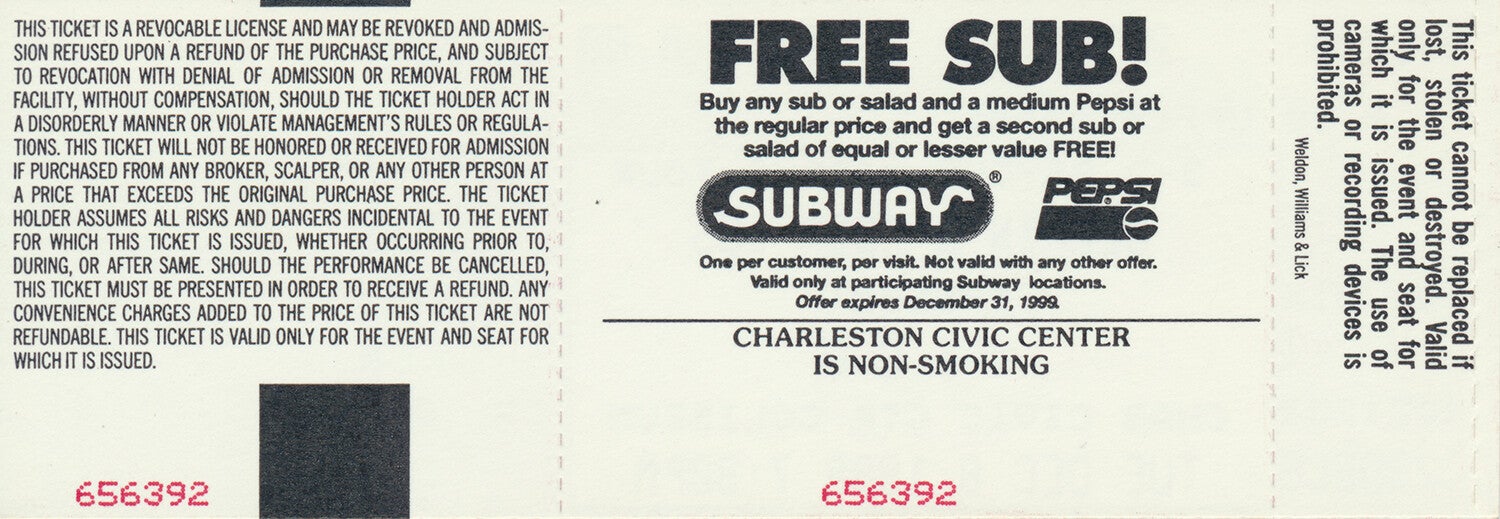 THIS TICKET IS A REVOCABLE LICENSE AND MAY BE REVOKED AND ADMIS-
SION REFUSED UPON A REFUND OF THE PURCHASE PRICE, AND SUBJECT
TO REVOCATION WITH DENIAL OF ADMISSION OR REMOVAL FROM THE
FACILITY, WITHOUT COMPENSATION, SHOULD THE TICKET HOLDER ACT IN
A DISORDERLY MANNER OR VIOLATE MANAGEMENT'S RULES OR REGULA-
TIONS. THIS TICKET WILL NOT BE HONORED OR RECEIVED FOR ADMISSION
IF PURCHASED FROM ANY BROKER, SCALPER, OR ANY OTHER PERSON AT
A PRICE THAT EXCEEDS THE ORIGINAL PURCHASE PRICE. THE TICKET
HOLDER ASSUMES ALL RISKS AND DANGERS INCIDENTAL TO THE EVENT
FOR WHICH THIS TICKET IS ISSUED, WHETHER OCCURRING PRIOR TO,
DURING, OR AFTER SAME. SHOULD THE PERFORMANCE BE CANCELLED,
THIS TICKET MUST BE PRESENTED IN ORDER TO RECEIVE A REFUND. ANY
CONVENIENCE CHARGES ADDED TO THE PRICE OF THIS TICKET ARE NOT
REFUNDABLE. THIS TICKET IS VALID ONLY FOR THE EVENT AND SEAT FOR
WHICH IT IS ISSUED.
656392
FREE SUB!
Buy any sub or salad and a medium Pepsi at
the regular price and get a second sub or
salad of equal or lesser value FREE!
SUBWAY®
PEPSI
One per customer, per visit. Not valid with any other offer.
Valid only at participating Subway locations.
Offer expires December 31, 1999.
CHARLESTON CIVIC CENTER
IS NON-SMOKING
656392
This ticket cannot be replaced if
lost, stolen or destroyed. Valid
only for the event and seat for
which it is issued. The use of
cameras or recording devices is
prohibited.
Weldon, Williams & Lick